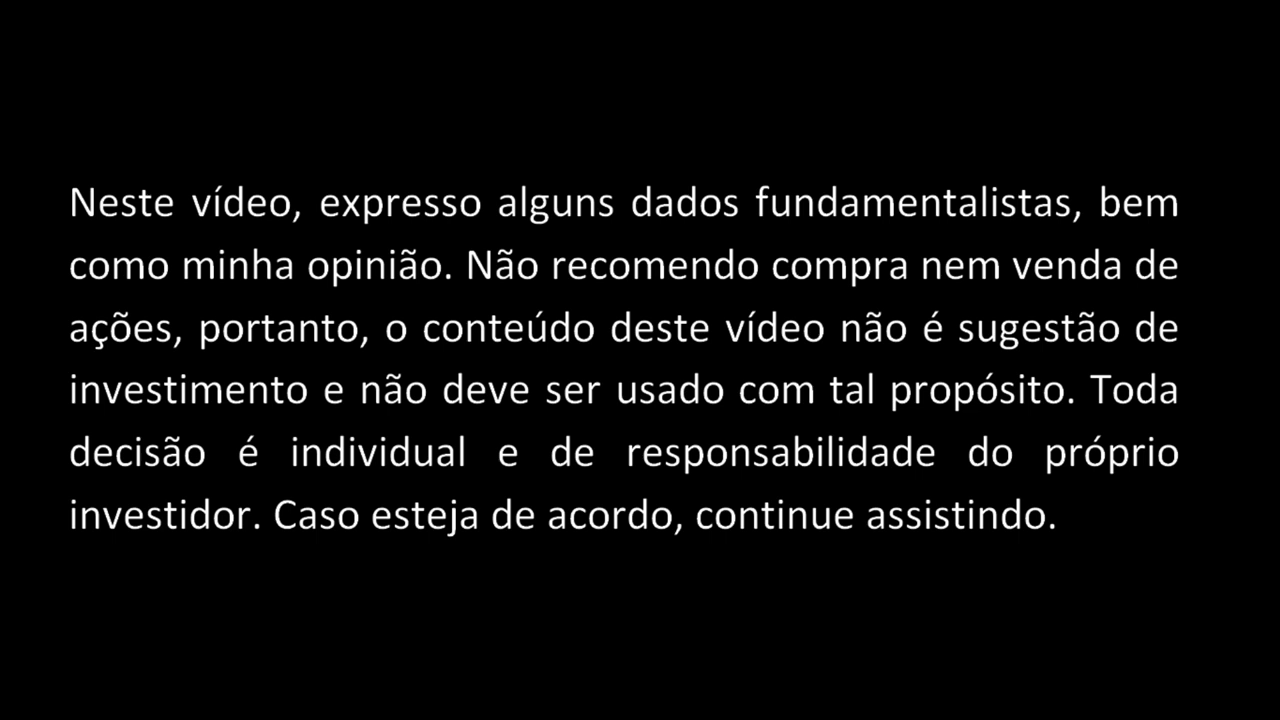 Neste vídeo, expresso alguns dados fundamentalistas, bem
como minha opinião. Não recomendo compra nem venda de
ações, portanto, o conteúdo deste vídeo não é sugestão de
investimento e não deve ser usado com tal propósito. Toda
decisão é individual e de responsabilidade do próprio
investidor. Caso esteja de acordo, continue assistindo.